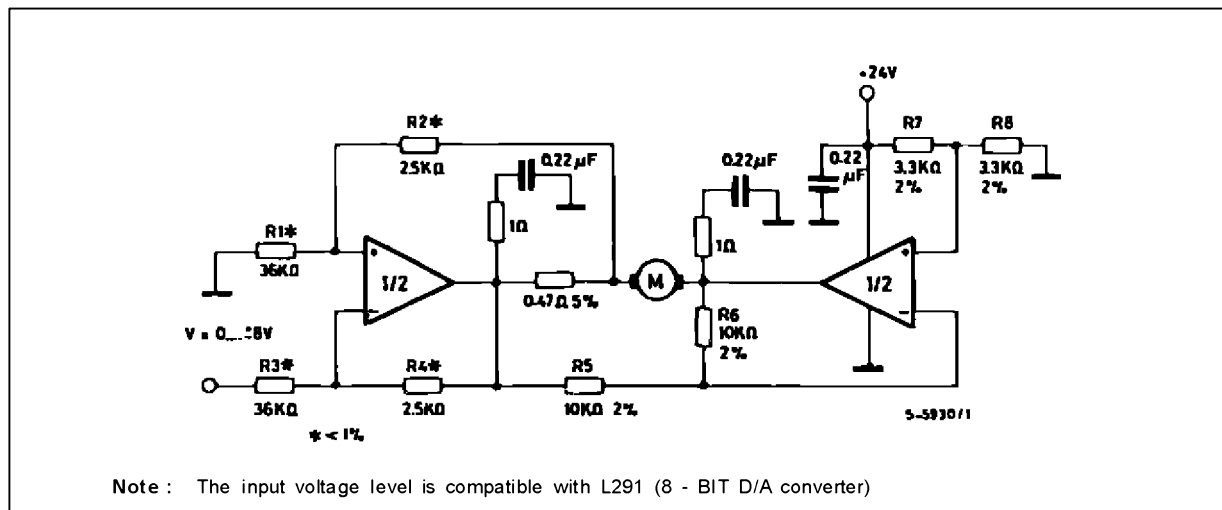 +24V
R2*
2.5KΩ
0.22µF
1Ω
0.22µF
1Ω
0.22
µF
R7
3.3KΩ
2%
R8
3.3KΩ
2%
R1*
36KΩ
+
1/2
-
0.47Ω 5%
M
+
1/2
-
R6
10KΩ
2%
V = 0
R3*
36KΩ
R4*
2.5KΩ
R5
10KΩ 2%
* < 1%
S-5930/1
Note : The input voltage level is compatible with L291 (8 - BIT D/A converter)